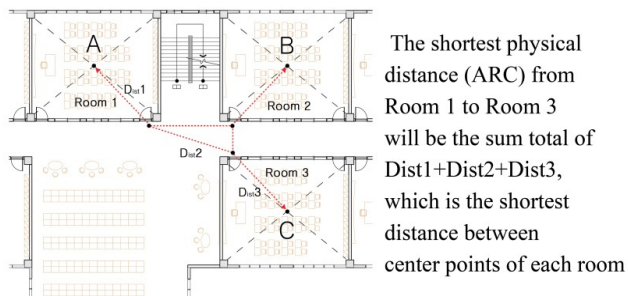 A
B
Dist1
Room 1
Room 2
Dist2
Room 3
Dist3
C
The shortest physical
distance (ARC) from
Room 1 to Room 3
will be the sum total of
Dist1+Dist2+Dist3,
which is the shortest
distance between
center points of each room